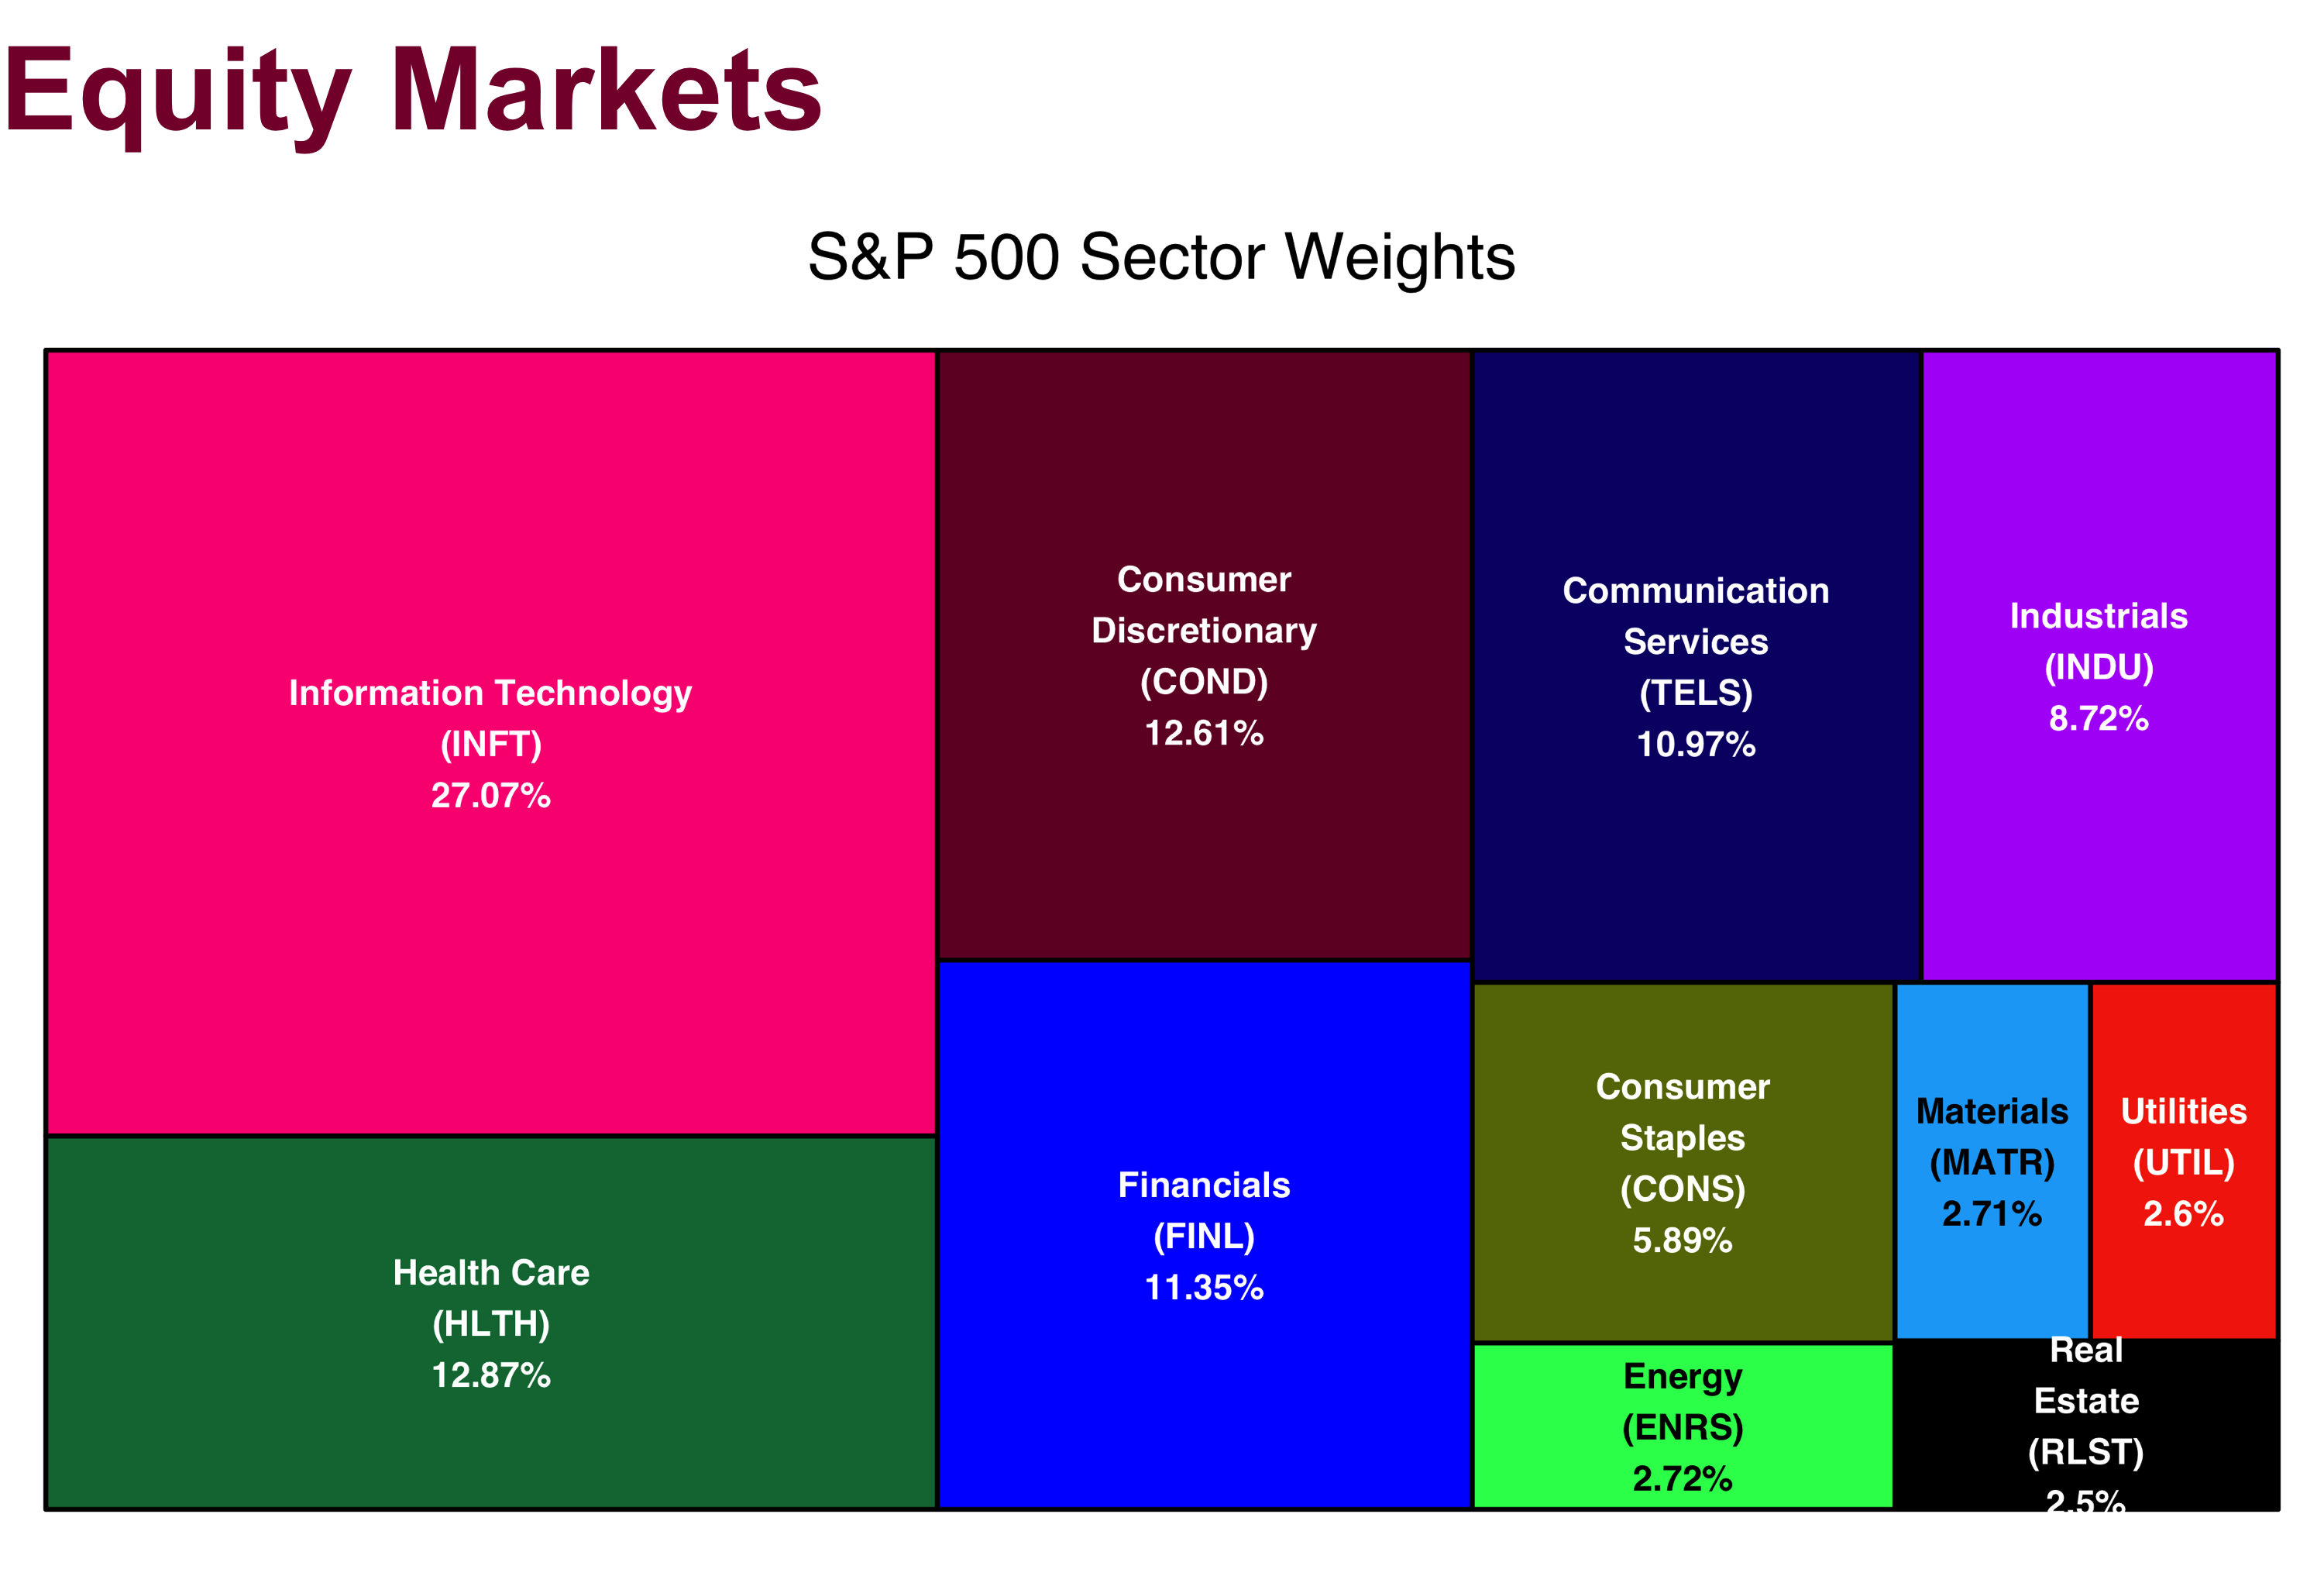 Equity Markets
S&P 500 Sector Weights
Information Technology
(INFT)
27.07%
Health Care
(HLTH)
12.87%
Consumer
Discretionary
(COND)
12.61%
Financials
(FINL)
11.35%
Communication
Services
(TELS)
10.97%
Industrials
(INDU)
8.72%
Consumer
Staples
(CONS)
5.89%
Materials
(MATR)
2.71%
Utilities
(UTIL)
2.6%
Energy
(ENRS)
2.72%
Real
Estate
(RLST)
2.5%